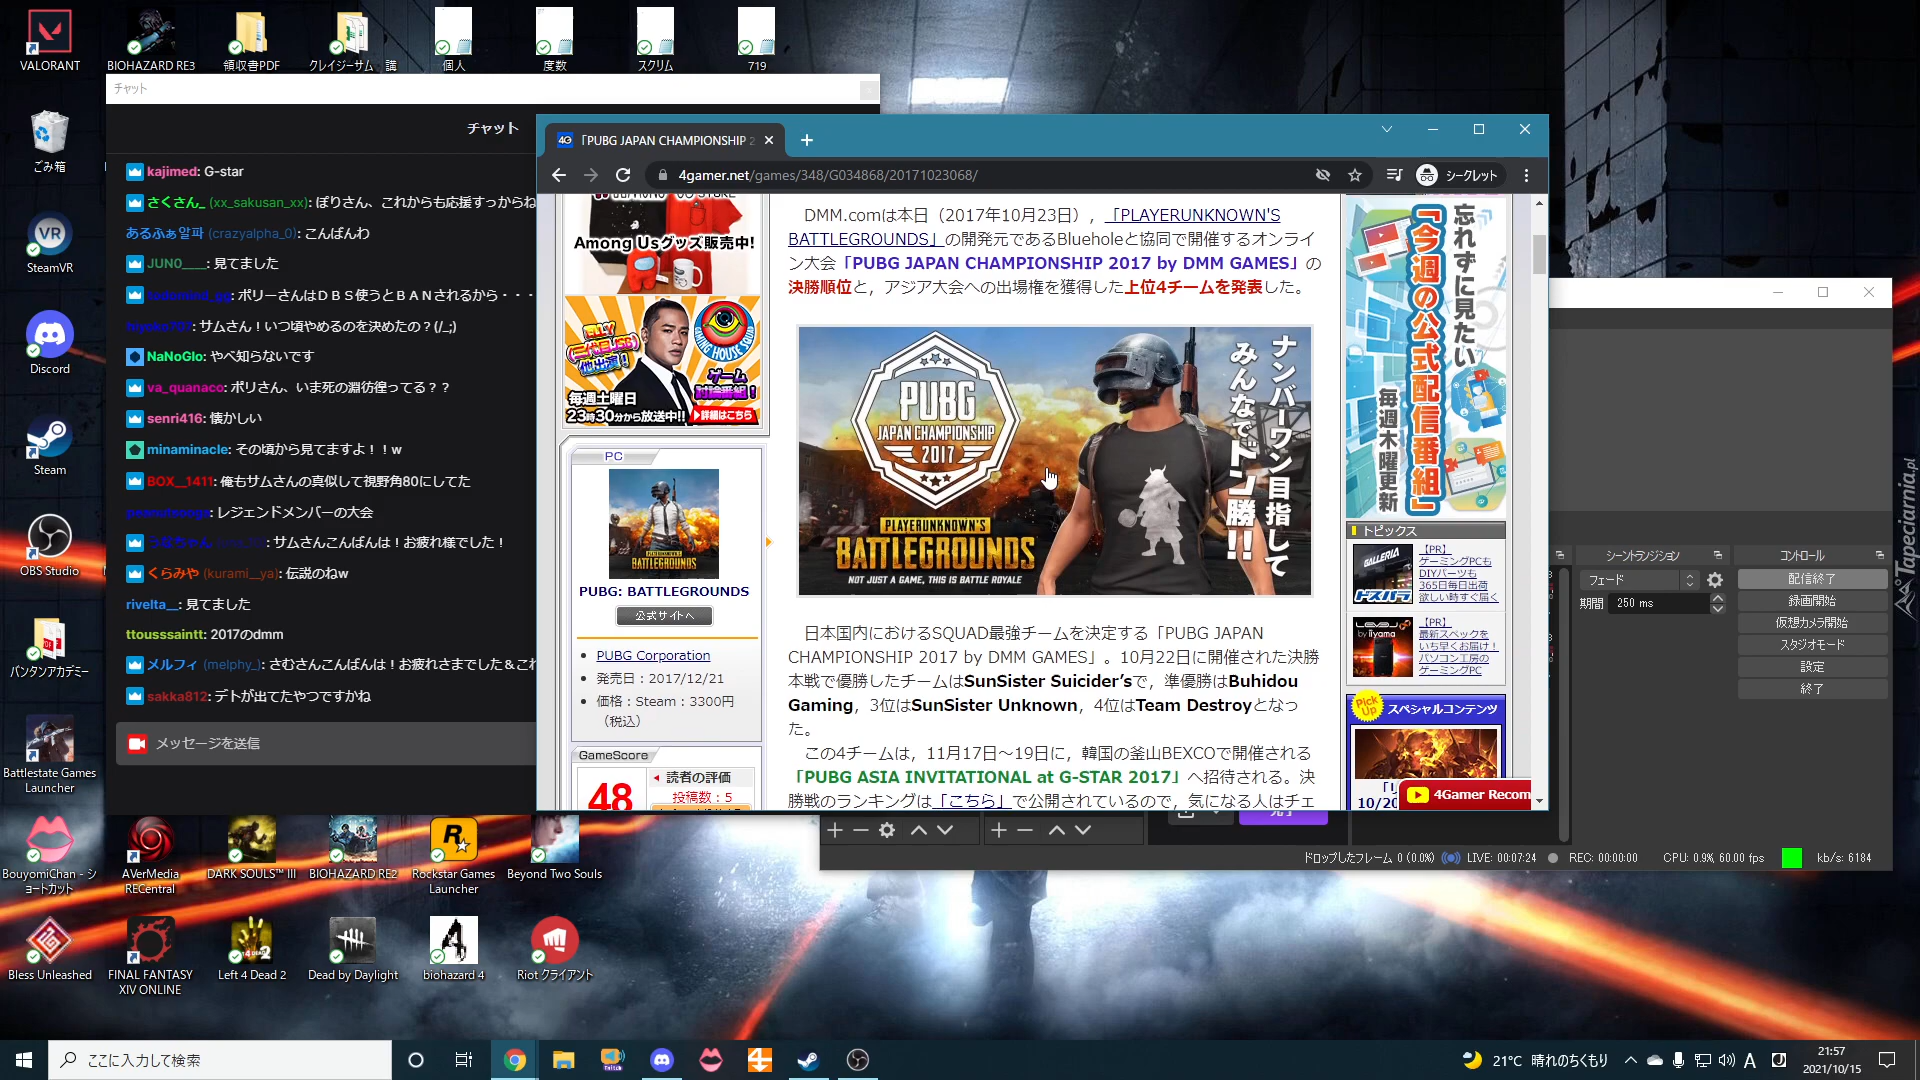 VALORANT
BIOHAZARD RE3
領収書PDF
クレイジーサム 講
個人
度数
スクリム
719
ごみ箱
SteamVR
Discord
Steam
OBS Studio
バンタンアカデミー
Battlestate Games
Launcher
BouyomiChan - シ
ョートカット
AVerMedia
RECentral
DARK SOULS™ III
BIOHAZARD RE2
Rockstar Games
Launcher
Beyond Two Souls
Bless Unleashed
FINAL FANTASY
XIV ONLINE
Left 4 Dead 2
Dead by Daylight
biohazard 4
Riot クライアント
チャット
チャット
kajimed: G-star
さくさん_ (xx_sakusan_xx): ぽりさん、これからも応援すっからね
あるふぁ알파 (crazyalpha_0): こんばんわ
JUN0____: 見てました
ポリーさんはＤＢＳ使うとＢＡＮされるから・・・
サムさん！いつ頃やめるのを決めたの？(/_;)
NaNoGlo: やべ知らないです
va_quanaco: ポリさん、いま死の淵彷徨ってる？？
senri416: 懐かしい
minaminacle: その頃から見てますよ！！w
BOX__1411: 俺もサムさんの真似して視野角80にしてた
レジェンドメンバーの大会
サムさんこんばんは！お疲れ様でした！
くらみや (kurami__ya): 伝説のねw
rivelta__: 見てました
ttousssaintt: 2017のdmm
メルフィ (melphy_): さむさんこんばんは！お疲れさまでした＆これ
sakka812: デトが出てたやつですかね
メッセージを送信
「PUBG JAPAN CHAMPIONSHIP 2
4gamer.net/games/348/G034868/20171023068/
シークレット
Among Usグッズ販売中!
ELLY
(三代目JSB)
他出演!
GAMING HOUSE SQUAD
ゲーム
討論番組!
毎週土曜日
23時30分から放送中!!
▶詳細はこちら
PC
PUBG: BATTLEGROUNDS
公式サイトへ
PUBG Corporation
発売日：2017/12/21
価格：Steam：3300円
（税込）
GameScore
48
読者の評価
投稿数：5
DMM.comは本日（2017年10月23日），「PLAYERUNKNOWN'S
BATTLEGROUNDS」の開発元であるBlueholeと協同で開催するオンライ
ン大会「PUBG JAPAN CHAMPIONSHIP 2017 by DMM GAMES」の
決勝順位と，アジア大会への出場権を獲得した上位4チームを発表した。
PUBG
JAPAN CHAMPIONSHIP
2017
PLAYERUNKNOWN'S
BATTLEGROUNDS
NOT JUST A GAME, THIS IS BATTLE ROYALE
ナンバーワン目指して
みんなでドン勝!!
日本国内におけるSQUAD最強チームを決定する「PUBG JAPAN
CHAMPIONSHIP 2017 by DMM GAMES」。10月22日に開催された決勝
本戦で優勝したチームはSunSister Suicider’sで，準優勝はBuhidou
Gaming，3位はSunSister Unknown，4位はTeam Destroyとなっ
た。
この4チームは，11月17日～19日に，韓国の釜山BEXCOで開催される
「PUBG ASIA INVITATIONAL at G-STAR 2017」へ招待される。決
勝戦のランキングは「こちら」で公開されているので，気になる人はチェ
忘れずに見たい
「今週の公式配信番組」
毎週木曜更新
トピックス
GALLERIA
ドスパラ
【PR】
ゲーミングPCも
DIYパーツも
365日毎日出荷
欲しい時すぐ届く
LEVEL∞
by iiyama
【PR】
最新スペックを
いち早くお届け！
パソコン工房の
ゲーミングPC
Pick Up
スペシャルコンテンツ
10/20
4Gamer Recom
シーントランジション
コントロール
フェード
期間
250 ms
配信終了
録画開始
仮想カメラ開始
スタジオモード
設定
終了
ドロップしたフレーム 0 (0.0%)
LIVE: 00:07:24
REC: 00:00:00
CPU: 0.9%, 60.00 fps
kb/s: 6184
Tapeciarnia.pl
ここに入力して検索
21°C 晴れのちくもり
A
21:57
2021/10/15